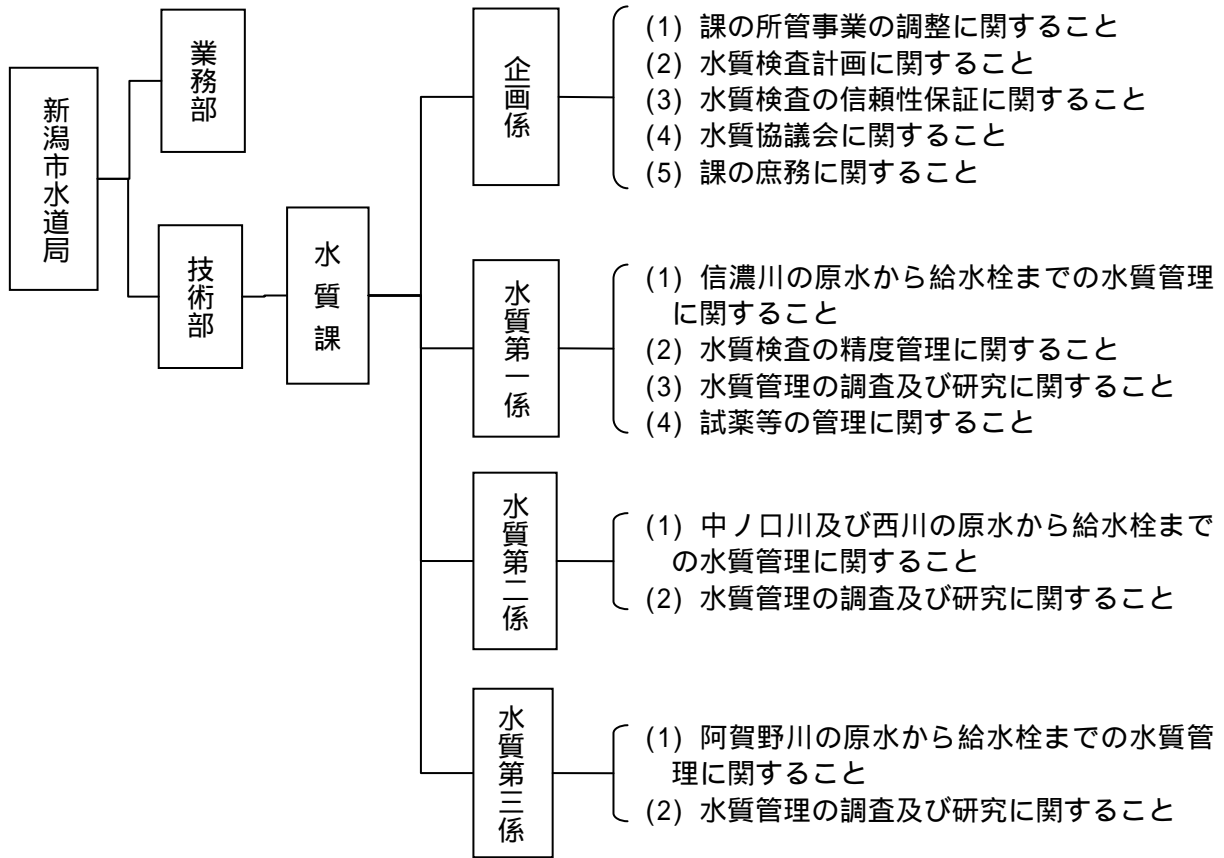 新潟市水道局
業務部
技術部
水質課
企画係
(1) 課の所管事業の調整に関すること
(2) 水質検査計画に関すること
(3) 水質検査の信頼性保証に関すること
(4) 水質協議会に関すること
(5) 課の庶務に関すること
水質第一係
(1) 信濃川の原水から給水栓までの水質管理
に関すること
(2) 水質検査の精度管理に関すること
(3) 水質管理の調査及び研究に関すること
(4) 試薬等の管理に関すること
水質第二係
(1) 中ノ口川及び西川の原水から給水栓まで
の水質管理に関すること
(2) 水質管理の調査及び研究に関すること
水質第三係
(1) 阿賀野川の原水から給水栓までの水質管
理に関すること
(2) 水質管理の調査及び研究に関すること